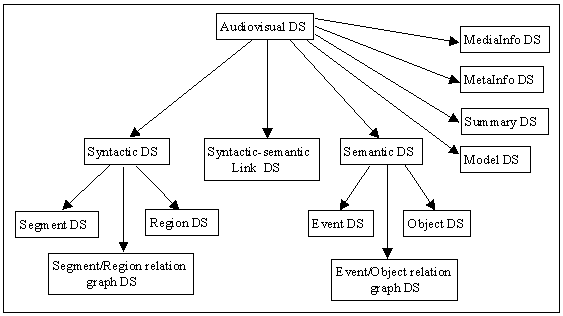 Audiovisual DS
MediaInfo DS
MetaInfo DS
Summary DS
Model DS
Syntactic DS
Syntactic-semantic
Link DS
Semantic DS
Segment DS
Region DS
Event DS
Object DS
Segment/Region relation
graph DS
Event/Object relation
graph DS